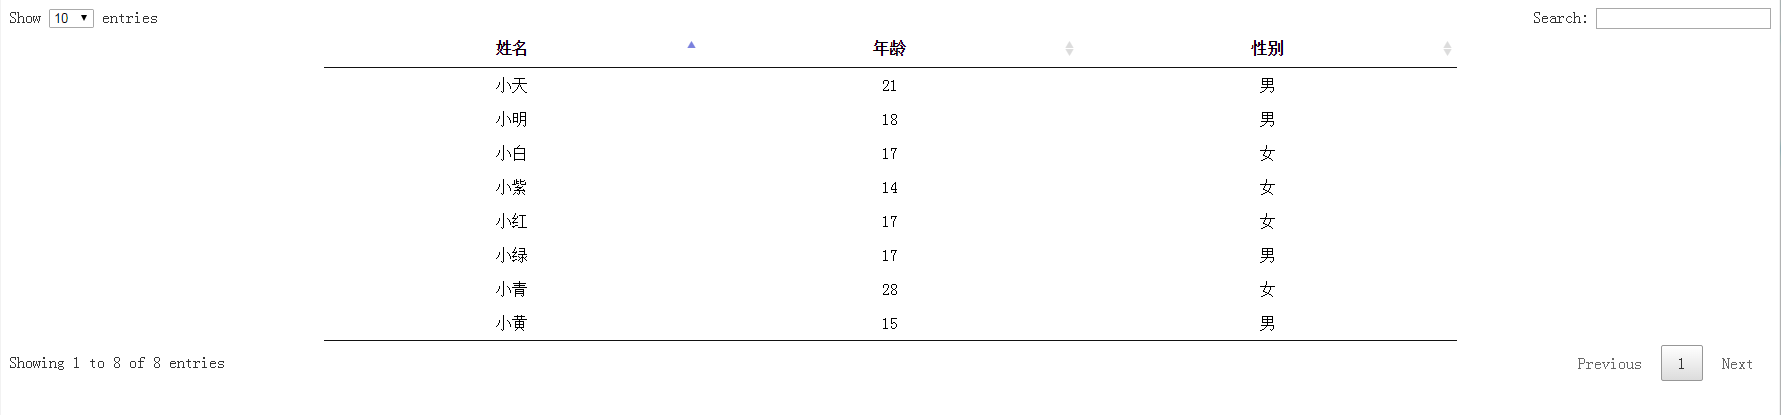 Show 10 entries Search:
姓名 年龄 性别
小天 21 男
小明 18 男
小白 17 女
小紫 14 女
小红 17 女
小绿 17 男
小青 28 女
小黄 15 男
Showing 1 to 8 of 8 entries Previous 1 Next